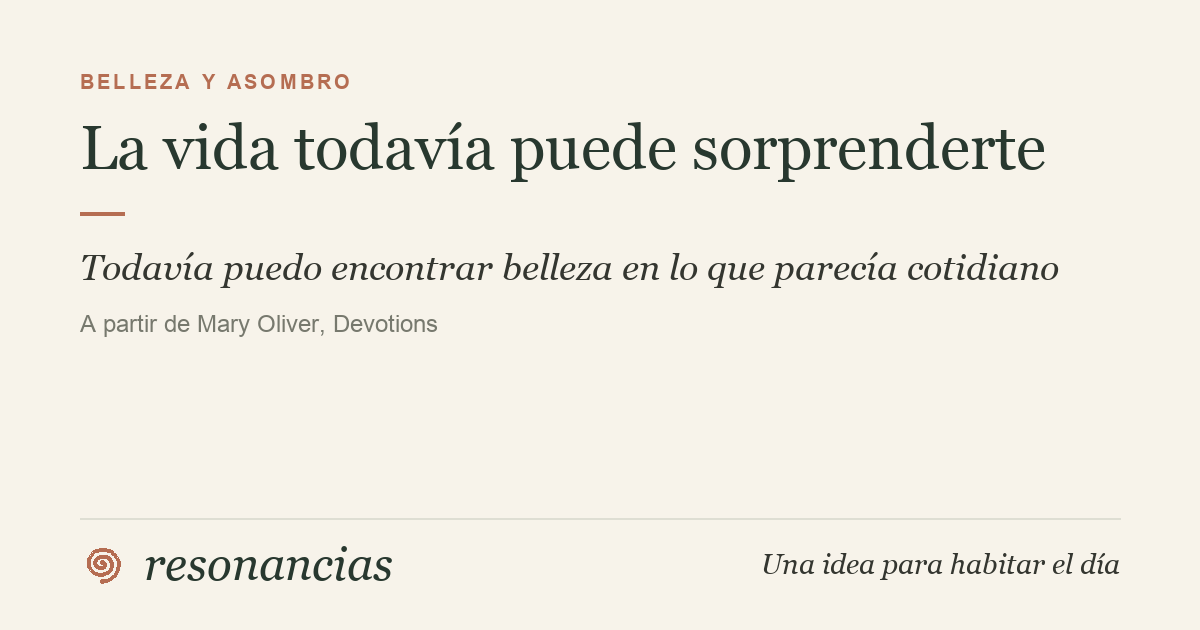 BELLEZA Y ASOMBRO
La vida todavía puede sorprenderte
Todavía puedo encontrar belleza en lo que parecía cotidiano
A partir de Mary Oliver, Devotions
resonancias
Una idea para habitar el día